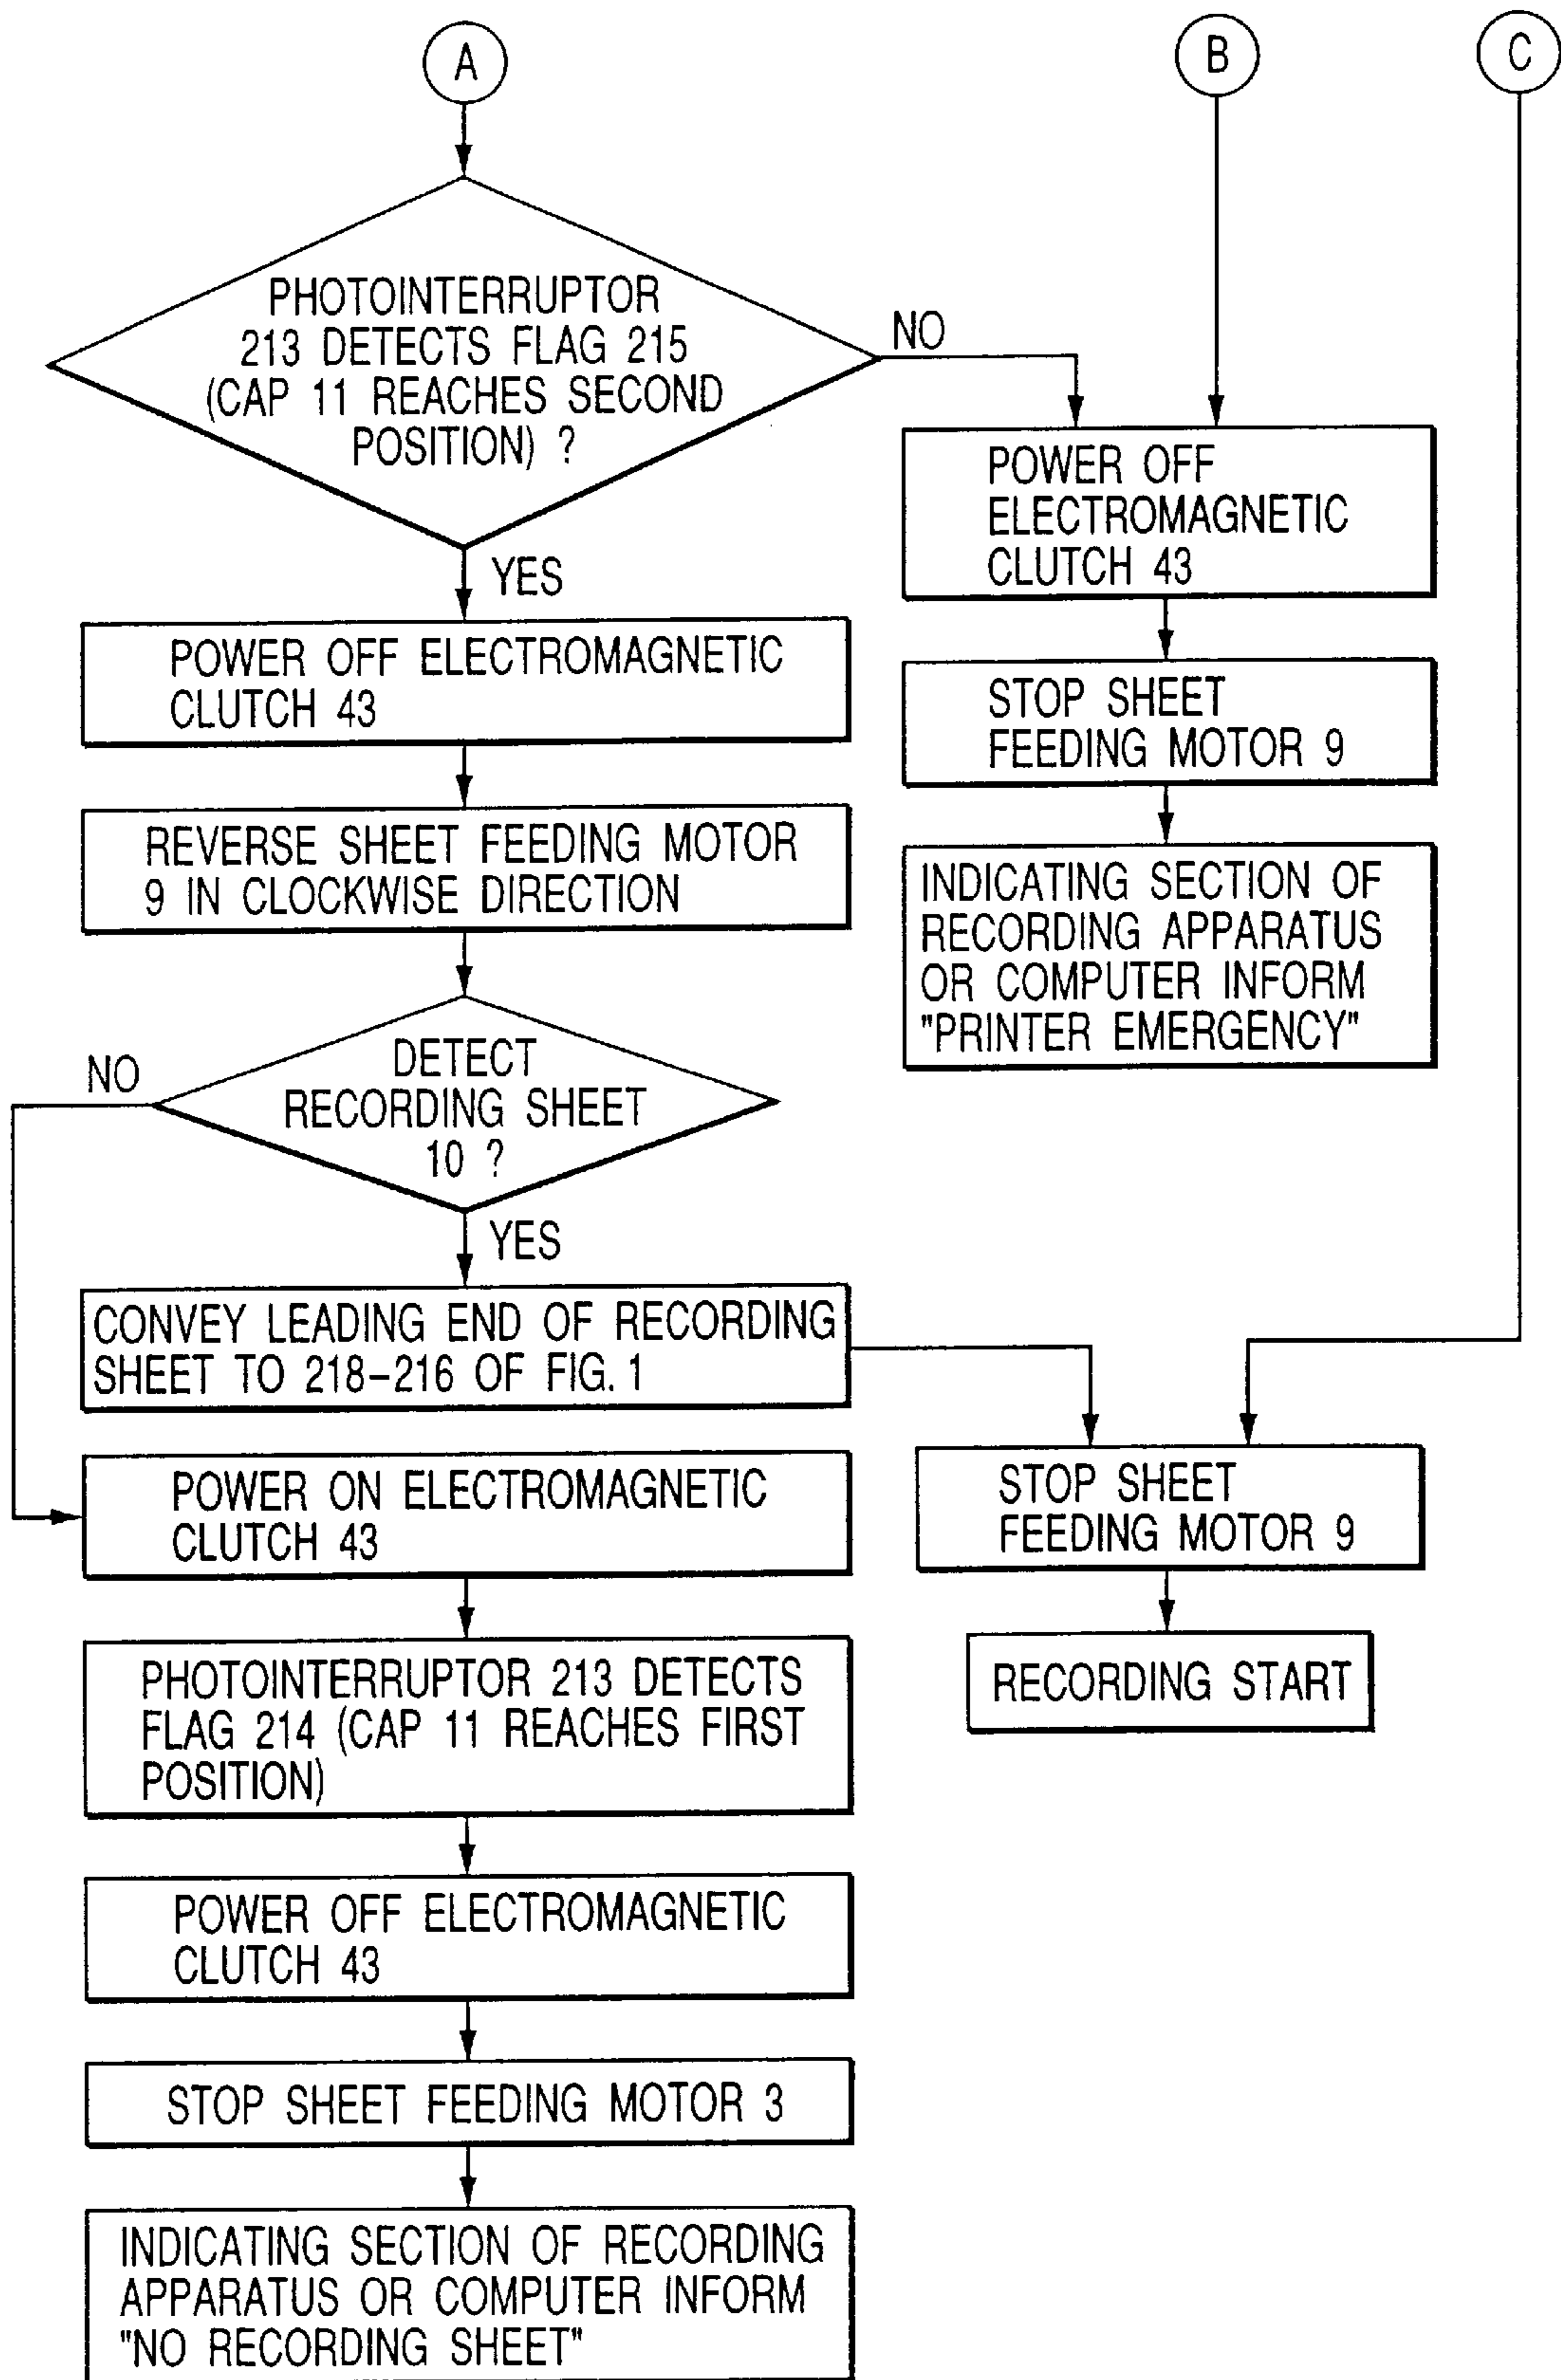 A
B
C
PHOTOINTERRUPTOR
213 DETECTS FLAG 215
(CAP 11 REACHES SECOND
POSITION) ?
NO
YES
POWER OFF
ELECTROMAGNETIC
CLUTCH 43
POWER OFF ELECTROMAGNETIC
CLUTCH 43
STOP SHEET
FEEDING MOTOR 9
REVERSE SHEET FEEDING MOTOR
9 IN CLOCKWISE DIRECTION
INDICATING SECTION OF
RECORDING APPARATUS
OR COMPUTER INFORM
"PRINTER EMERGENCY"
DETECT
RECORDING SHEET
10 ?
NO
YES
CONVEY LEADING END OF RECORDING
SHEET TO 218-216 OF FIG. 1
POWER ON ELECTROMAGNETIC
CLUTCH 43
STOP SHEET
FEEDING MOTOR 9
PHOTOINTERRUPTOR 213 DETECTS
FLAG 214 (CAP 11 REACHES FIRST
POSITION)
RECORDING START
POWER OFF ELECTROMAGNETIC
CLUTCH 43
STOP SHEET FEEDING MOTOR 3
INDICATING SECTION OF RECORDING
APPARATUS OR COMPUTER INFORM
"NO RECORDING SHEET"